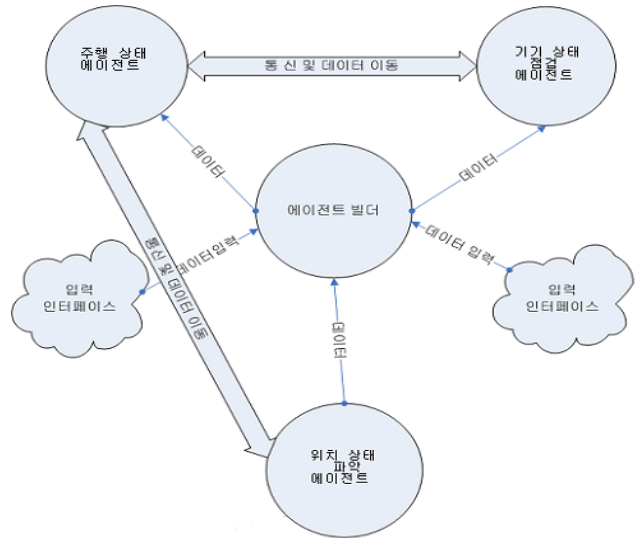 주행 상태
에이젼트
기기 상태
점검
에이젼트
통 신 및 데이터 이동
데이터
데이터
에이젼트 빌더
데이터입력
데이터 입력
통신 및 데이터 이동
입력
인터페이스
입력
인터페이스
데이터
위치 상태
파악
에이젼트